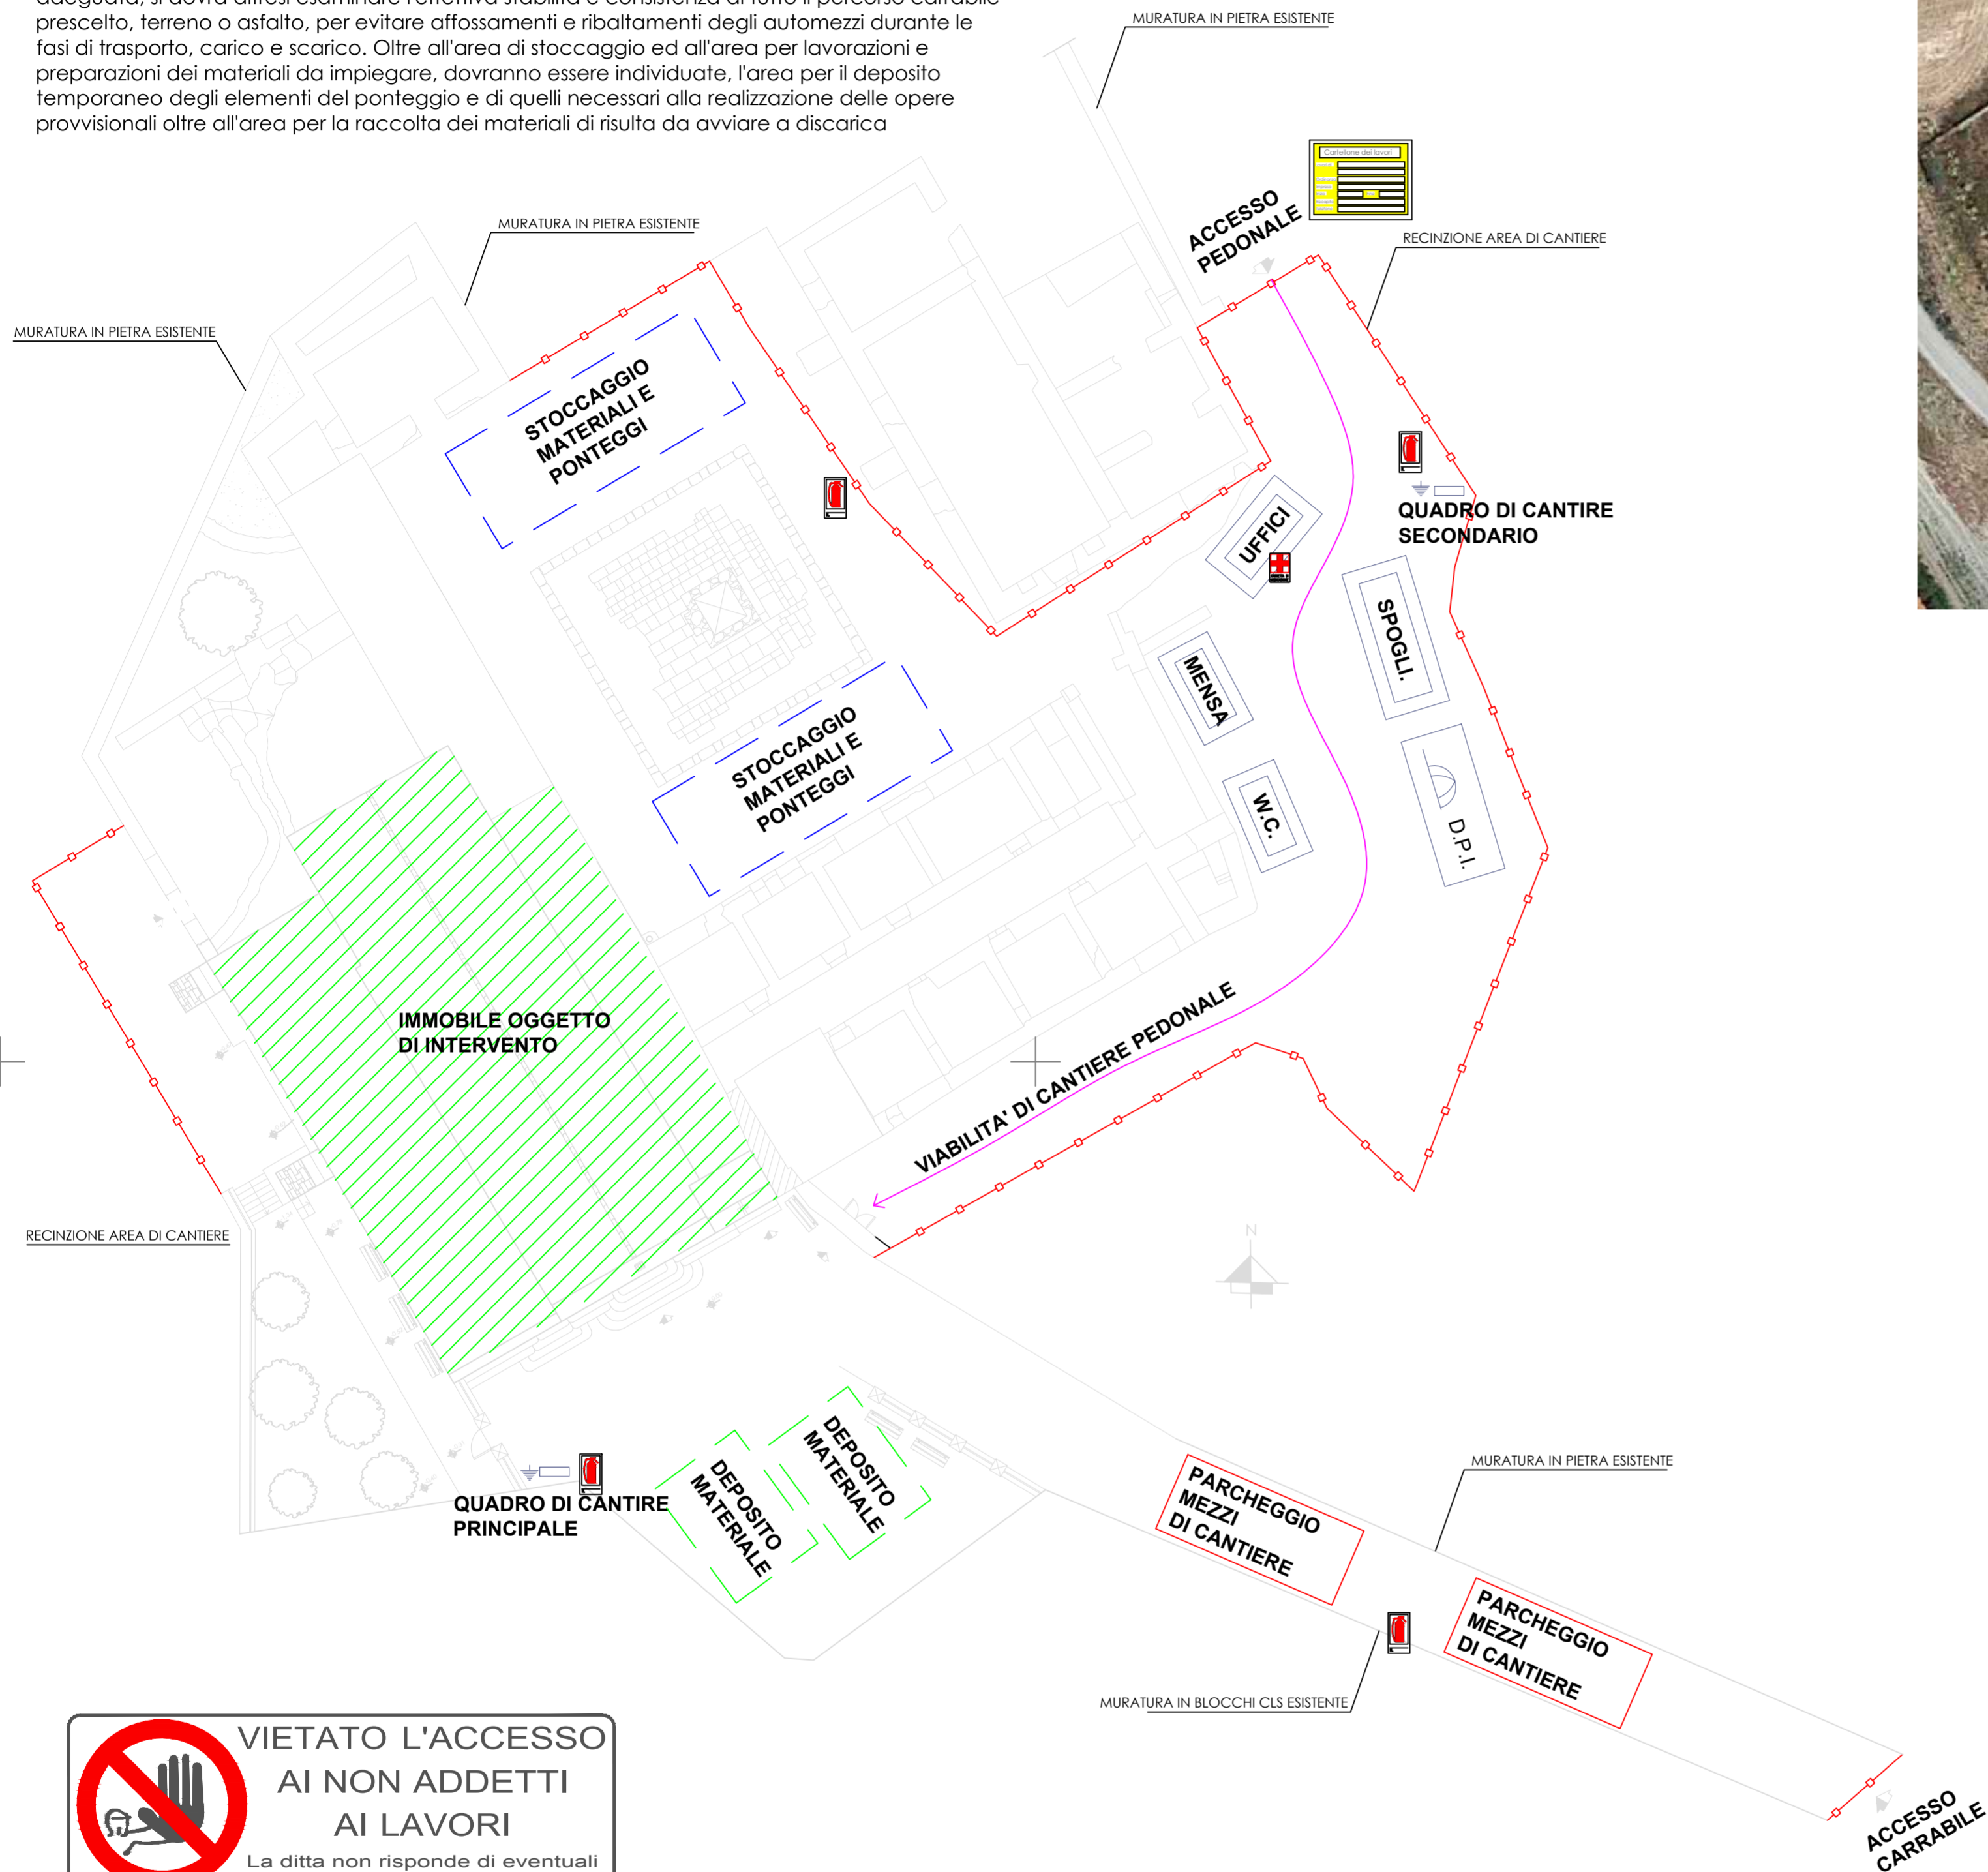 prescelto, terreno o asfalto, per evitare affossamenti e ribaltamenti degli automezzi durante le
fasi di trasporto, carico e scarico. Oltre all'area di stoccaggio ed all'area per lavorazioni e
preparazioni dei materiali da impiegare, dovranno essere individuate, l'area per il deposito
temporaneo degli elementi del ponteggio e di quelli necessari alla realizzazione delle opere
provvisionali oltre all'area per la raccolta dei materiali di risulta da avviare a discarica
MURATURA IN PIETRA ESISTENTE
Cartellone dei lavori
ACCESSO
PEDONALE
MURATURA IN PIETRA ESISTENTE
RECINZIONE AREA DI CANTIERE
MURATURA IN PIETRA ESISTENTE
STOCCAGGIO
MATERIALI E
PONTEGGI
UFFICI
QUADRO DI CANTIRE
SECONDARIO
SPOGLI.
MENSA
STOCCAGGIO
MATERIALI E
PONTEGGI
W.C.
D.P.I.
IMMOBILE OGGETTO
DI INTERVENTO
VIABILITA' DI CANTIERE PEDONALE
RECINZIONE AREA DI CANTIERE
N
DEPOSITO
MATERIALE
DEPOSITO
MATERIALE
QUADRO DI CANTIRE
PRINCIPALE
MURATURA IN PIETRA ESISTENTE
PARCHEGGIO
MEZZI
DI CANTIERE
PARCHEGGIO
MEZZI
DI CANTIERE
MURATURA IN BLOCCHI CLS ESISTENTE
VIETATO L'ACCESSO
AI NON ADDETTI
AI LAVORI
La ditta non risponde di eventuali
ACCESSO
CARRABILE